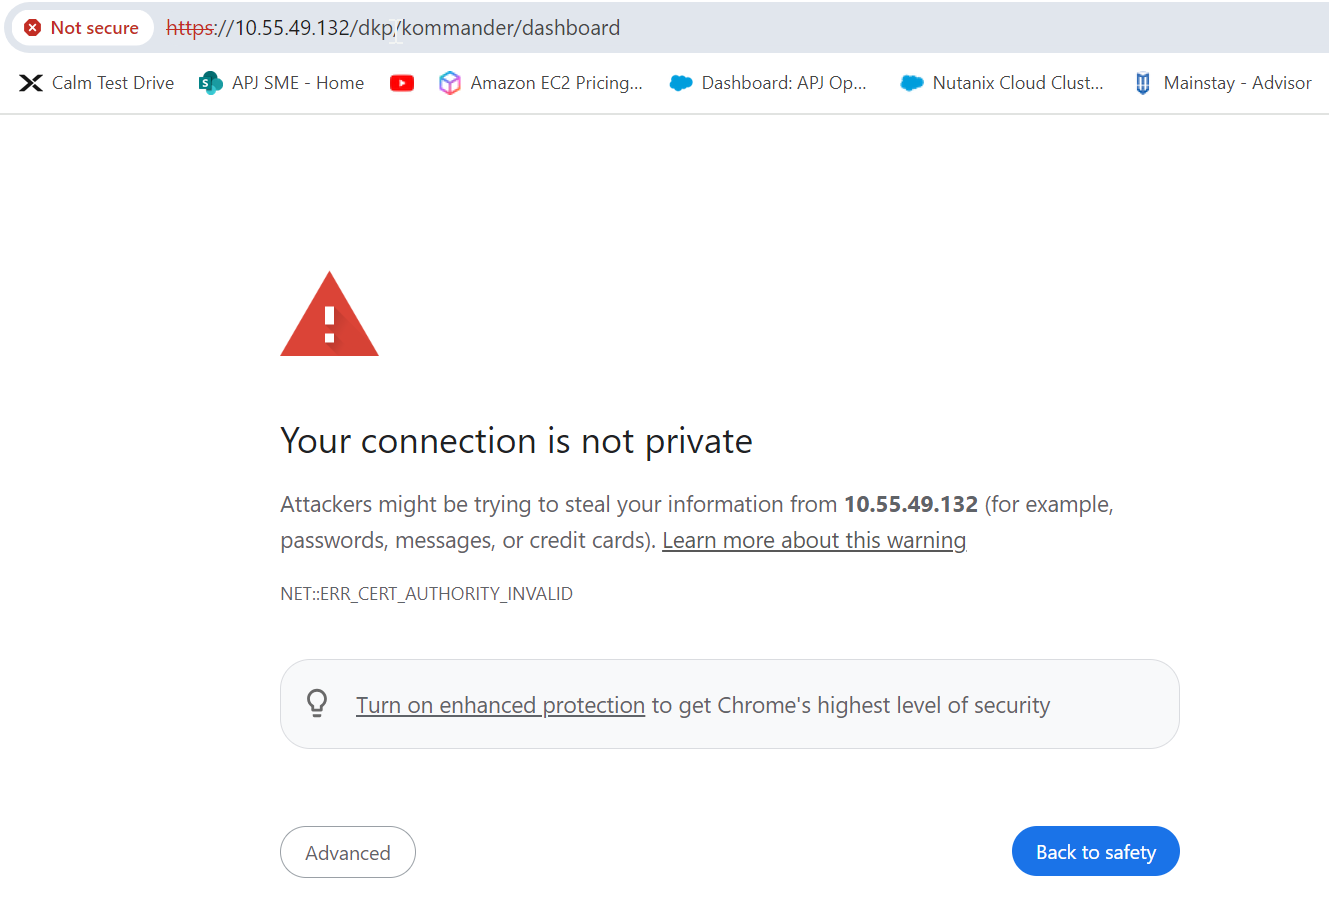 Not secure https://10.55.49.132/dkp/kommander/dashboard
Calm Test Drive APJ SME - Home Amazon EC2 Pricing... Dashboard: APJ Op... Nutanix Cloud Clust... Mainstay - Advisor
Your connection is not private
Attackers might be trying to steal your information from 10.55.49.132 (for example,
passwords, messages, or credit cards). Learn more about this warning
NET::ERR_CERT_AUTHORITY_INVALID
Turn on enhanced protection to get Chrome's highest level of security
Advanced Back to safety